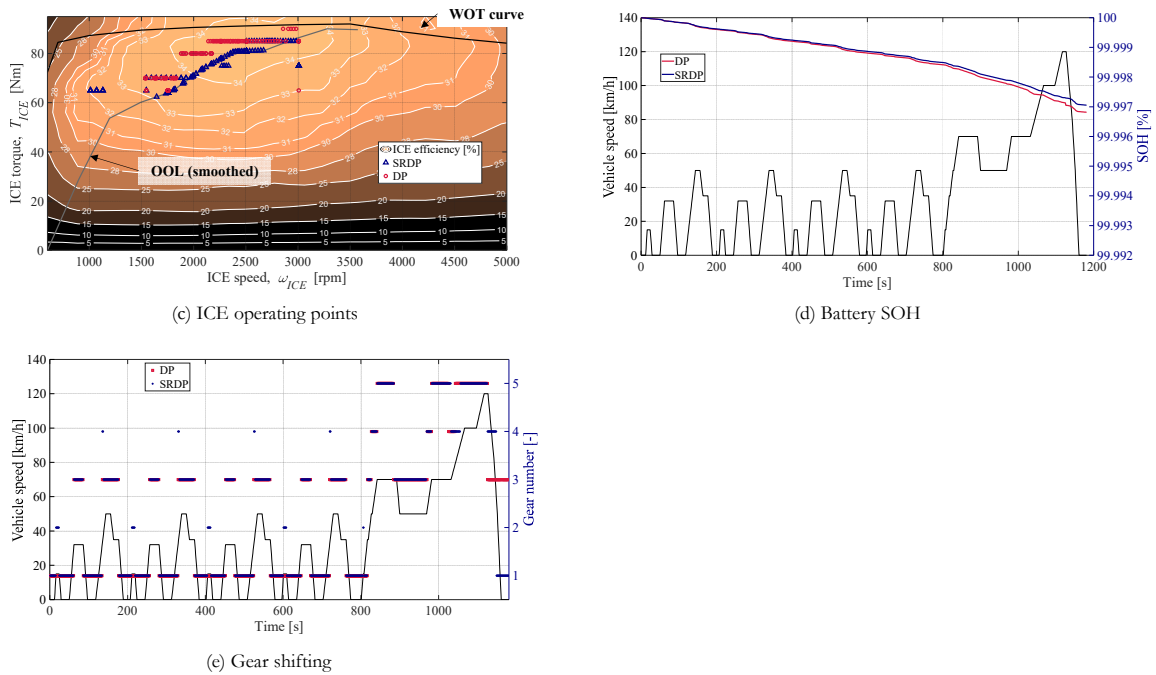 WOT curve
80
60
40
20
0
ICE torque, T_ICE [Nm]
OOL (smoothed)
ICE efficiency [%]
SRDP
DP
1000 1500 2000 2500 3000 3500 4000 4500 5000
ICE speed, ω_ICE [rpm]
(c) ICE operating points
140
120
100
80
60
40
20
0
Vehicle speed [km/h]
DP
SRDP
100
99.999
99.998
99.997
99.996
99.995
99.994
99.993
99.992
SOH [%]
0 200 400 600 800 1000 1200
Time [s]
(d) Battery SOH
140
120
100
80
60
40
20
0
Vehicle speed [km/h]
DP
SRDP
5
4
3
2
1
Gear number [-]
0 200 400 600 800 1000
Time [s]
(e) Gear shifting